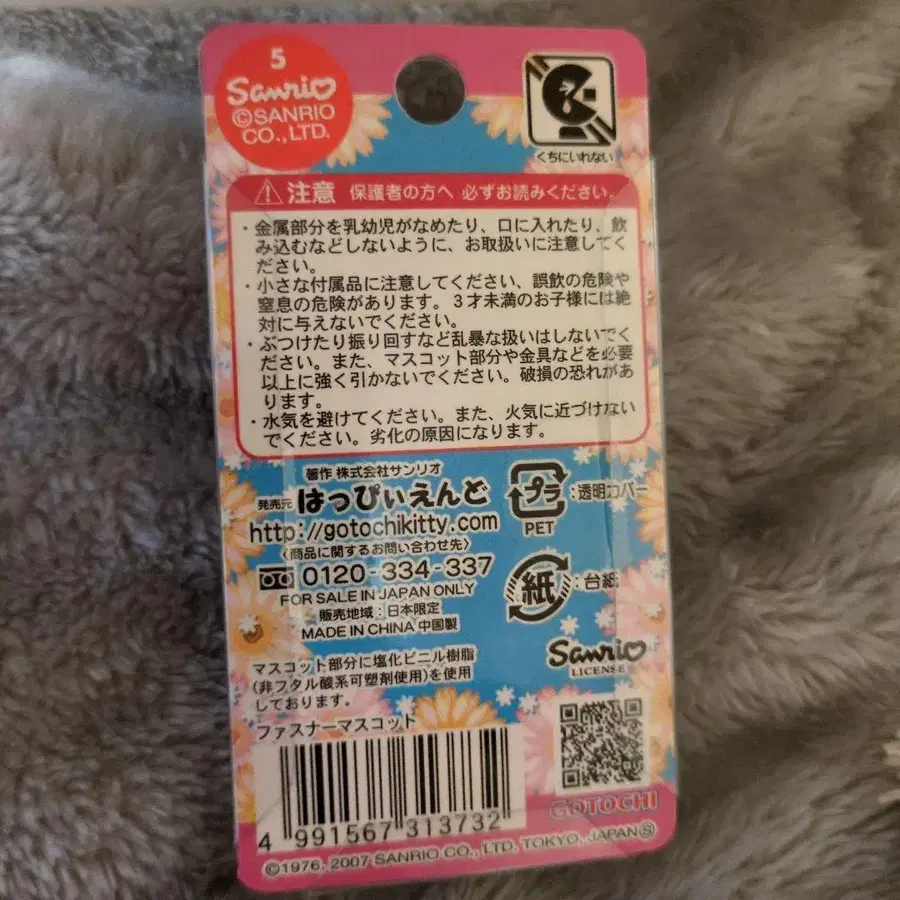 5
Sanrio
©SANRIO
CO.,LTD.
くちにいれない
注意 保護者の方へ 必ずお読みください。
・金属部分を乳幼児がなめたり、口に入れたり、飲
み込むなどしないように、お取扱いに注意してく
ださい。
・小さな付属品に注意してください、誤飲の危険や
窒息の危険があります。3才未満のお子様には絶
対に与えないでください。
・ぶつけたり振り回すなど乱暴な扱いはしないでく
ださい。また、マスコット部分や金具などを必要
以上に強く引かないでください。破損の恐れがあ
ります。
・水気を避けてください。また、火気に近づけない
でください。劣化の原因になります。
著作 株式会社サンリオ
発売元 はっぴぃえんど
http://gotochikitty.com
〈商品に関するお問い合わせ先〉
0120-334-337
FOR SALE IN JAPAN ONLY
販売地域:日本限定
MADE IN CHINA 中国製
プラ:透明カバー
PET
紙:台紙
Sanrio
LICENSE
マスコット部分に塩化ビニル樹脂
(非フタル酸系可塑剤使用)を使用
しております。
ファスナーマスコット
4 991567 313732
GOTOCHI
©1976, 2007 SANRIO CO., LTD. TOKYO, JAPAN Ⓢ